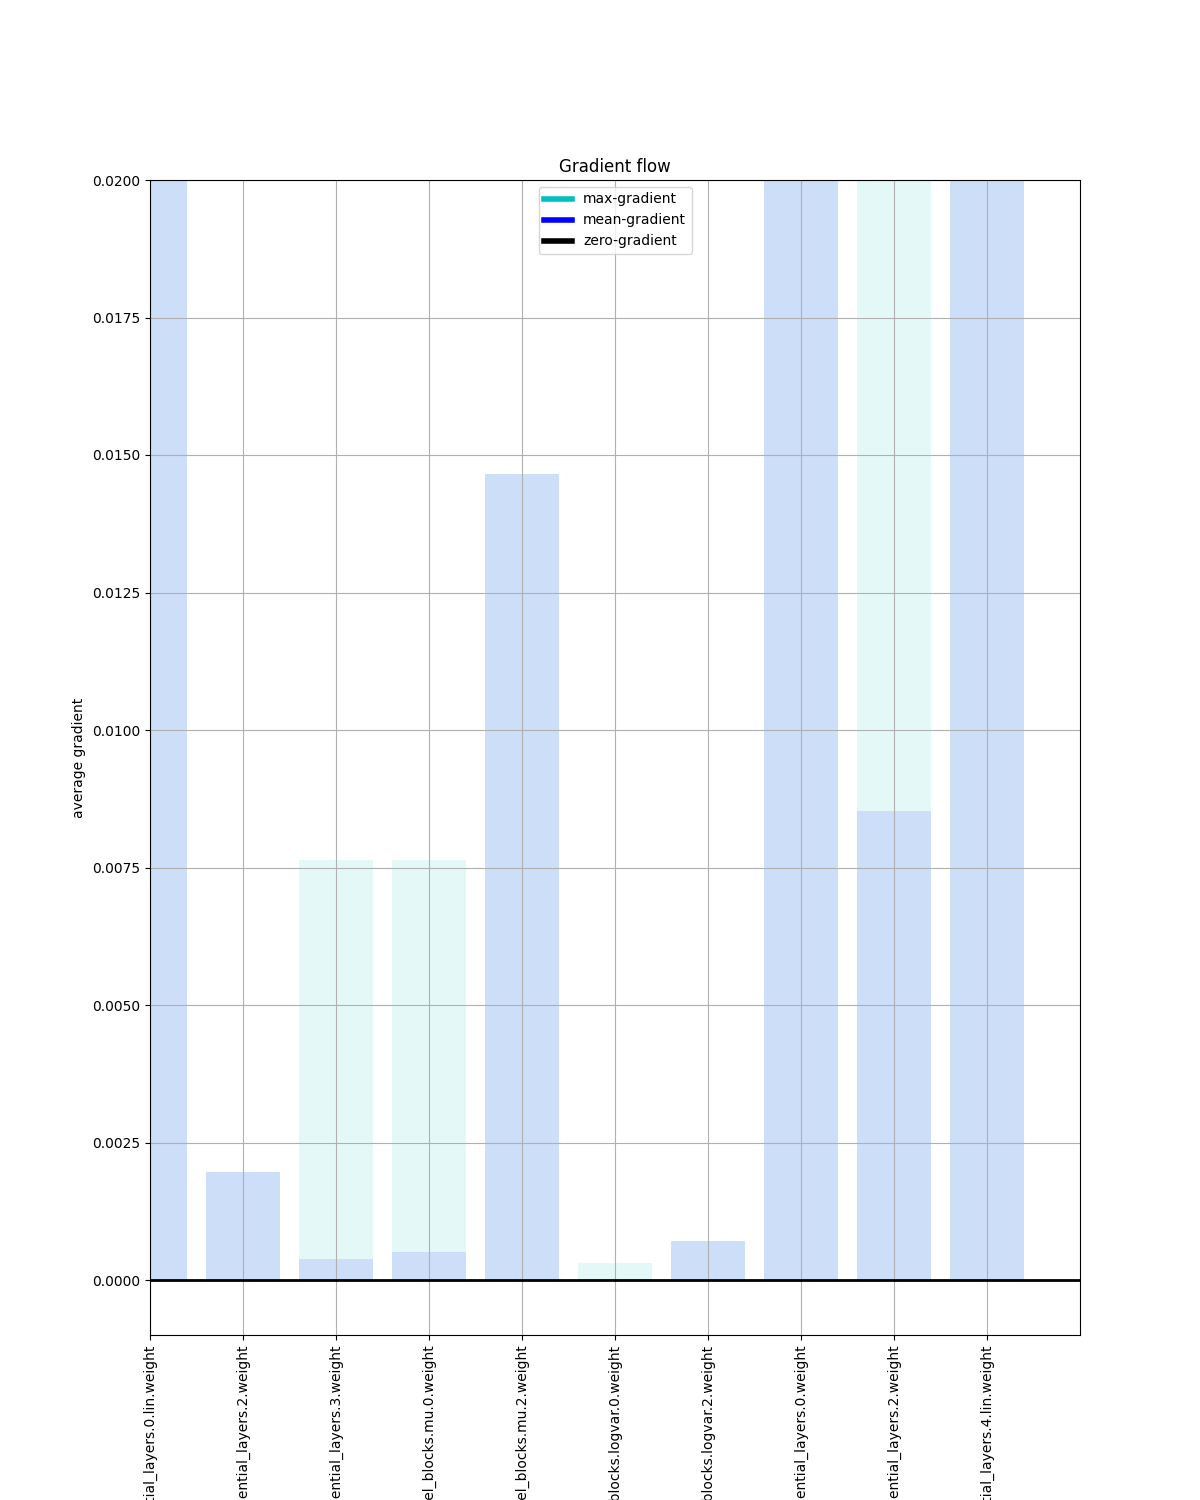 Gradient flow
max-gradient
mean-gradient
zero-gradient
0.0200
0.0175
0.0150
0.0125
0.0100
0.0075
0.0050
0.0025
0.0000
average gradient
tial_layers.0.lin.weight
ential_layers.2.weight
ential_layers.3.weight
el_blocks.mu.0.weight
el_blocks.mu.2.weight
blocks.logvar.0.weight
blocks.logvar.2.weight
ential_layers.0.weight
ential_layers.2.weight
tial_layers.4.lin.weight